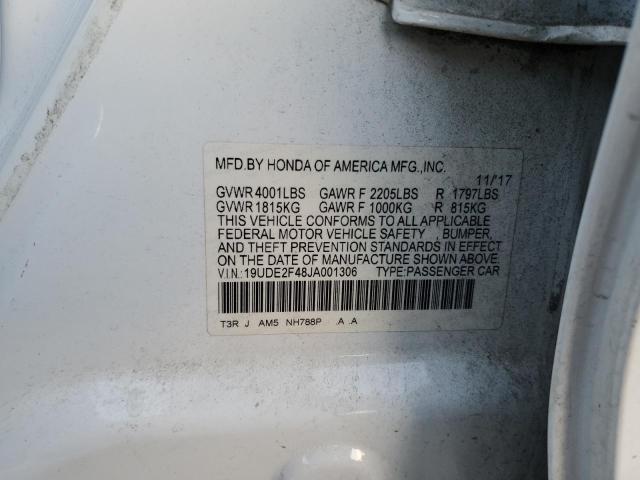 MFD.BY HONDA OF AMERICA MFG.,INC.
11/17
GVWR 4001LBS GAWR F 2205LBS R 1797LBS
GVWR 1815KG GAWR F 1000KG R 815KG
THIS VEHICLE CONFORMS TO ALL APPLICABLE
FEDERAL MOTOR VEHICLE SAFETY , BUMPER,
AND THEFT PREVENTION STANDARDS IN EFFECT
ON THE DATE OF MANUFACTURE SHOWN ABOVE.
V.I.N.: 19UDE2F48JA001306 TYPE:PASSENGER CAR
T3R J AM5 NH788P .A .A